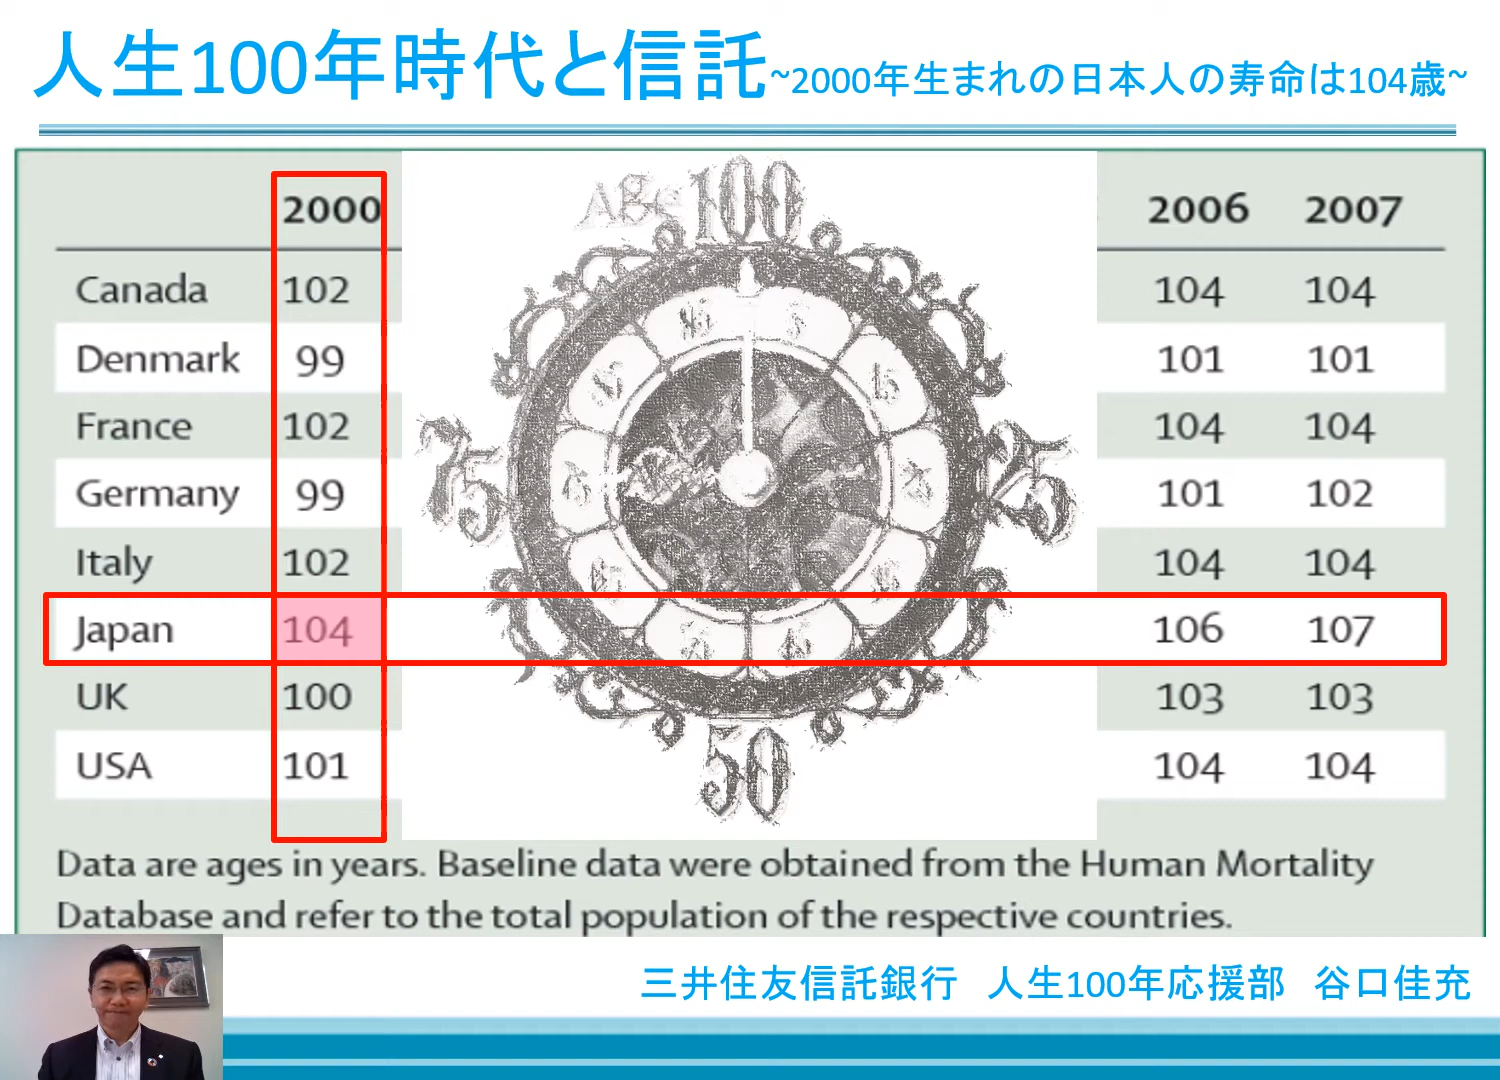 人生100年時代と信託~2000年生まれの日本人の寿命は104歳~
2000 2006 2007
Canada 102 104 104
Denmark 99 101 101
France 102 104 104
Germany 99 101 102
Italy 102 104 104
Japan 104 106 107
UK 100 103 103
USA 101 104 104
100
75
25
50
Data are ages in years. Baseline data were obtained from the Human Mortality
Database and refer to the total population of the respective countries.
三井住友信託銀行 人生100年応援部 谷口佳充